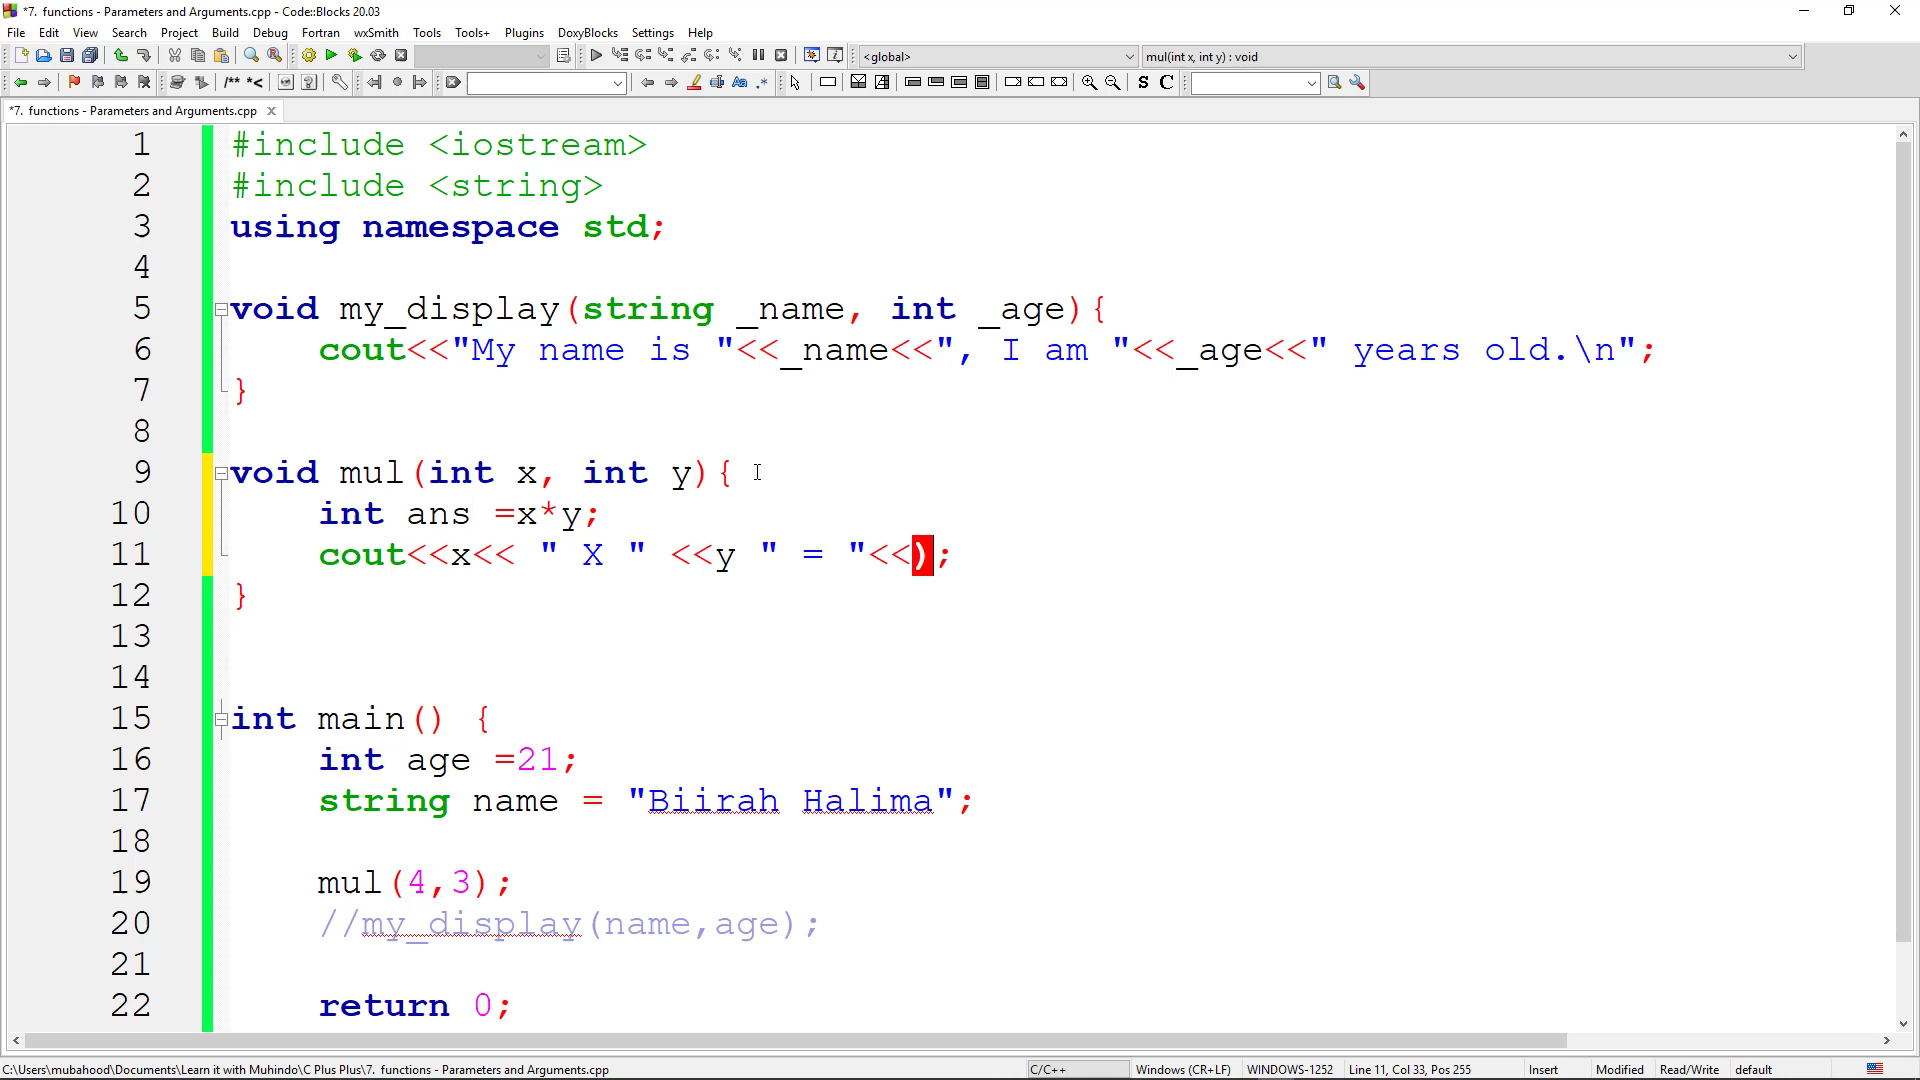 *7. functions - Parameters and Arguments.cpp - Code::Blocks 20.03
File Edit View Search Project Build Debug Fortran wxSmith Tools Tools+ Plugins DoxyBlocks Settings Help
<global> mul(int x, int y) : void
/** *< Aa .* S C
*7. functions - Parameters and Arguments.cpp
1 #include <iostream>
2 #include <string>
3 using namespace std;
4
5 void my_display(string _name, int _age){
6 cout<<"My name is "<<_name<<", I am "<<_age<<" years old.\n";
7 }
8
9 void mul(int x, int y){
10 int ans =x*y;
11 cout<<x<< " X " <<y " = "<<);
12 }
13
14
15 int main() {
16 int age =21;
17 string name = "Biirah Halima";
18
19 mul(4,3);
20 //my_display(name,age);
21
22 return 0;
C:\Users\mubahood\Documents\Learn it with Muhindo\C Plus Plus\7. functions - Parameters and Arguments.cpp C/C++ Windows (CR+LF) WINDOWS-1252 Line 11, Col 33, Pos 255 Insert Modified Read/Write default